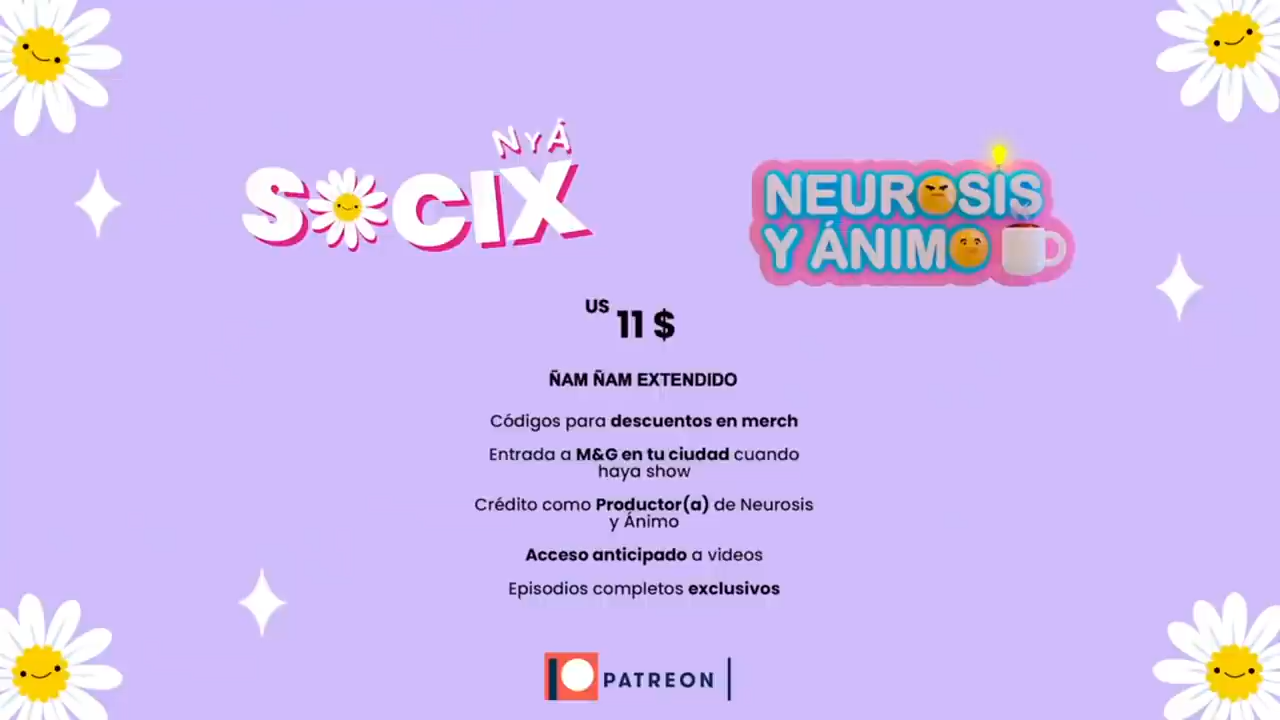 NYÁ
SOCIX
NEUROSIS
Y ÁNIMO
US 11 $
ÑAM ÑAM EXTENDIDO
Códigos para descuentos en merch
Entrada a M&G en tu ciudad cuando
haya show
Crédito como Productor(a) de Neurosis
y Ánimo
Acceso anticipado a videos
Episodios completos exclusivos
PATREON